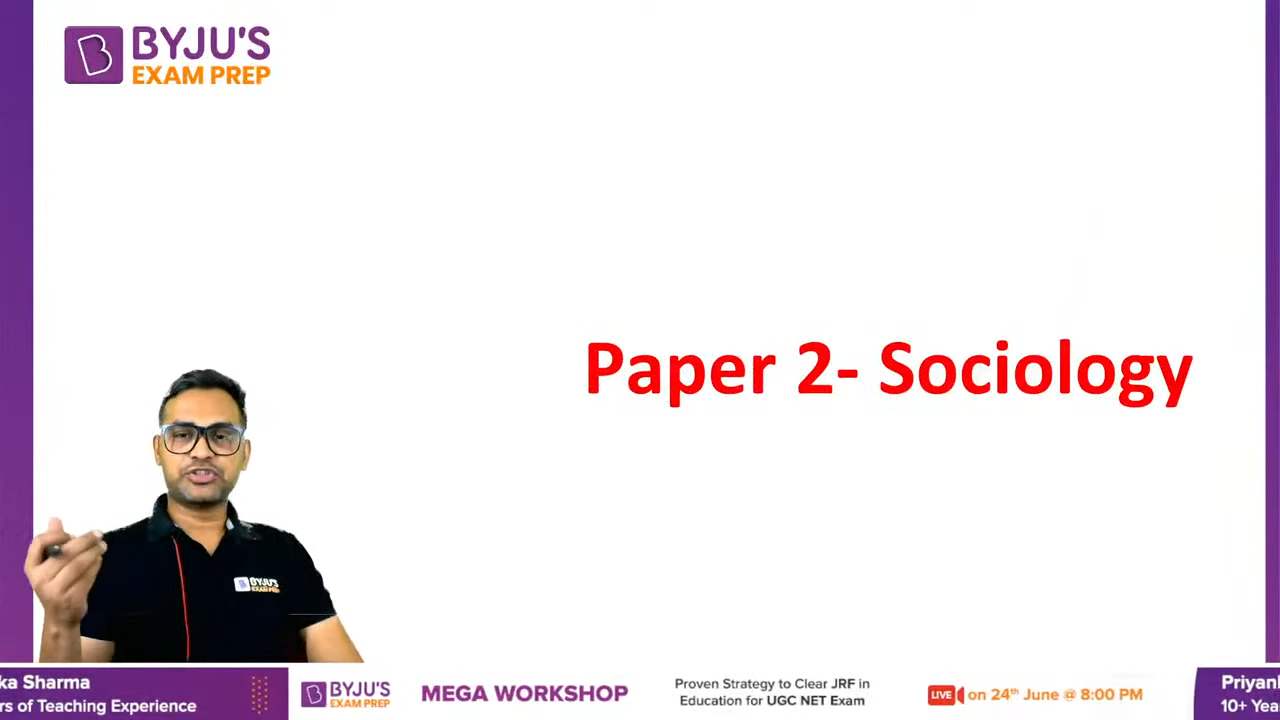 BYJU'S
EXAM PREP
Paper 2- Sociology
BYJU'S
EXAM PREP
ka Sharma
rs of Teaching Experience
BYJU'S
EXAM PREP
MEGA WORKSHOP
Proven Strategy to Clear JRF in
Education for UGC NET Exam
LIVE on 24th June @ 8:00 PM
Priyank
10+ Yea